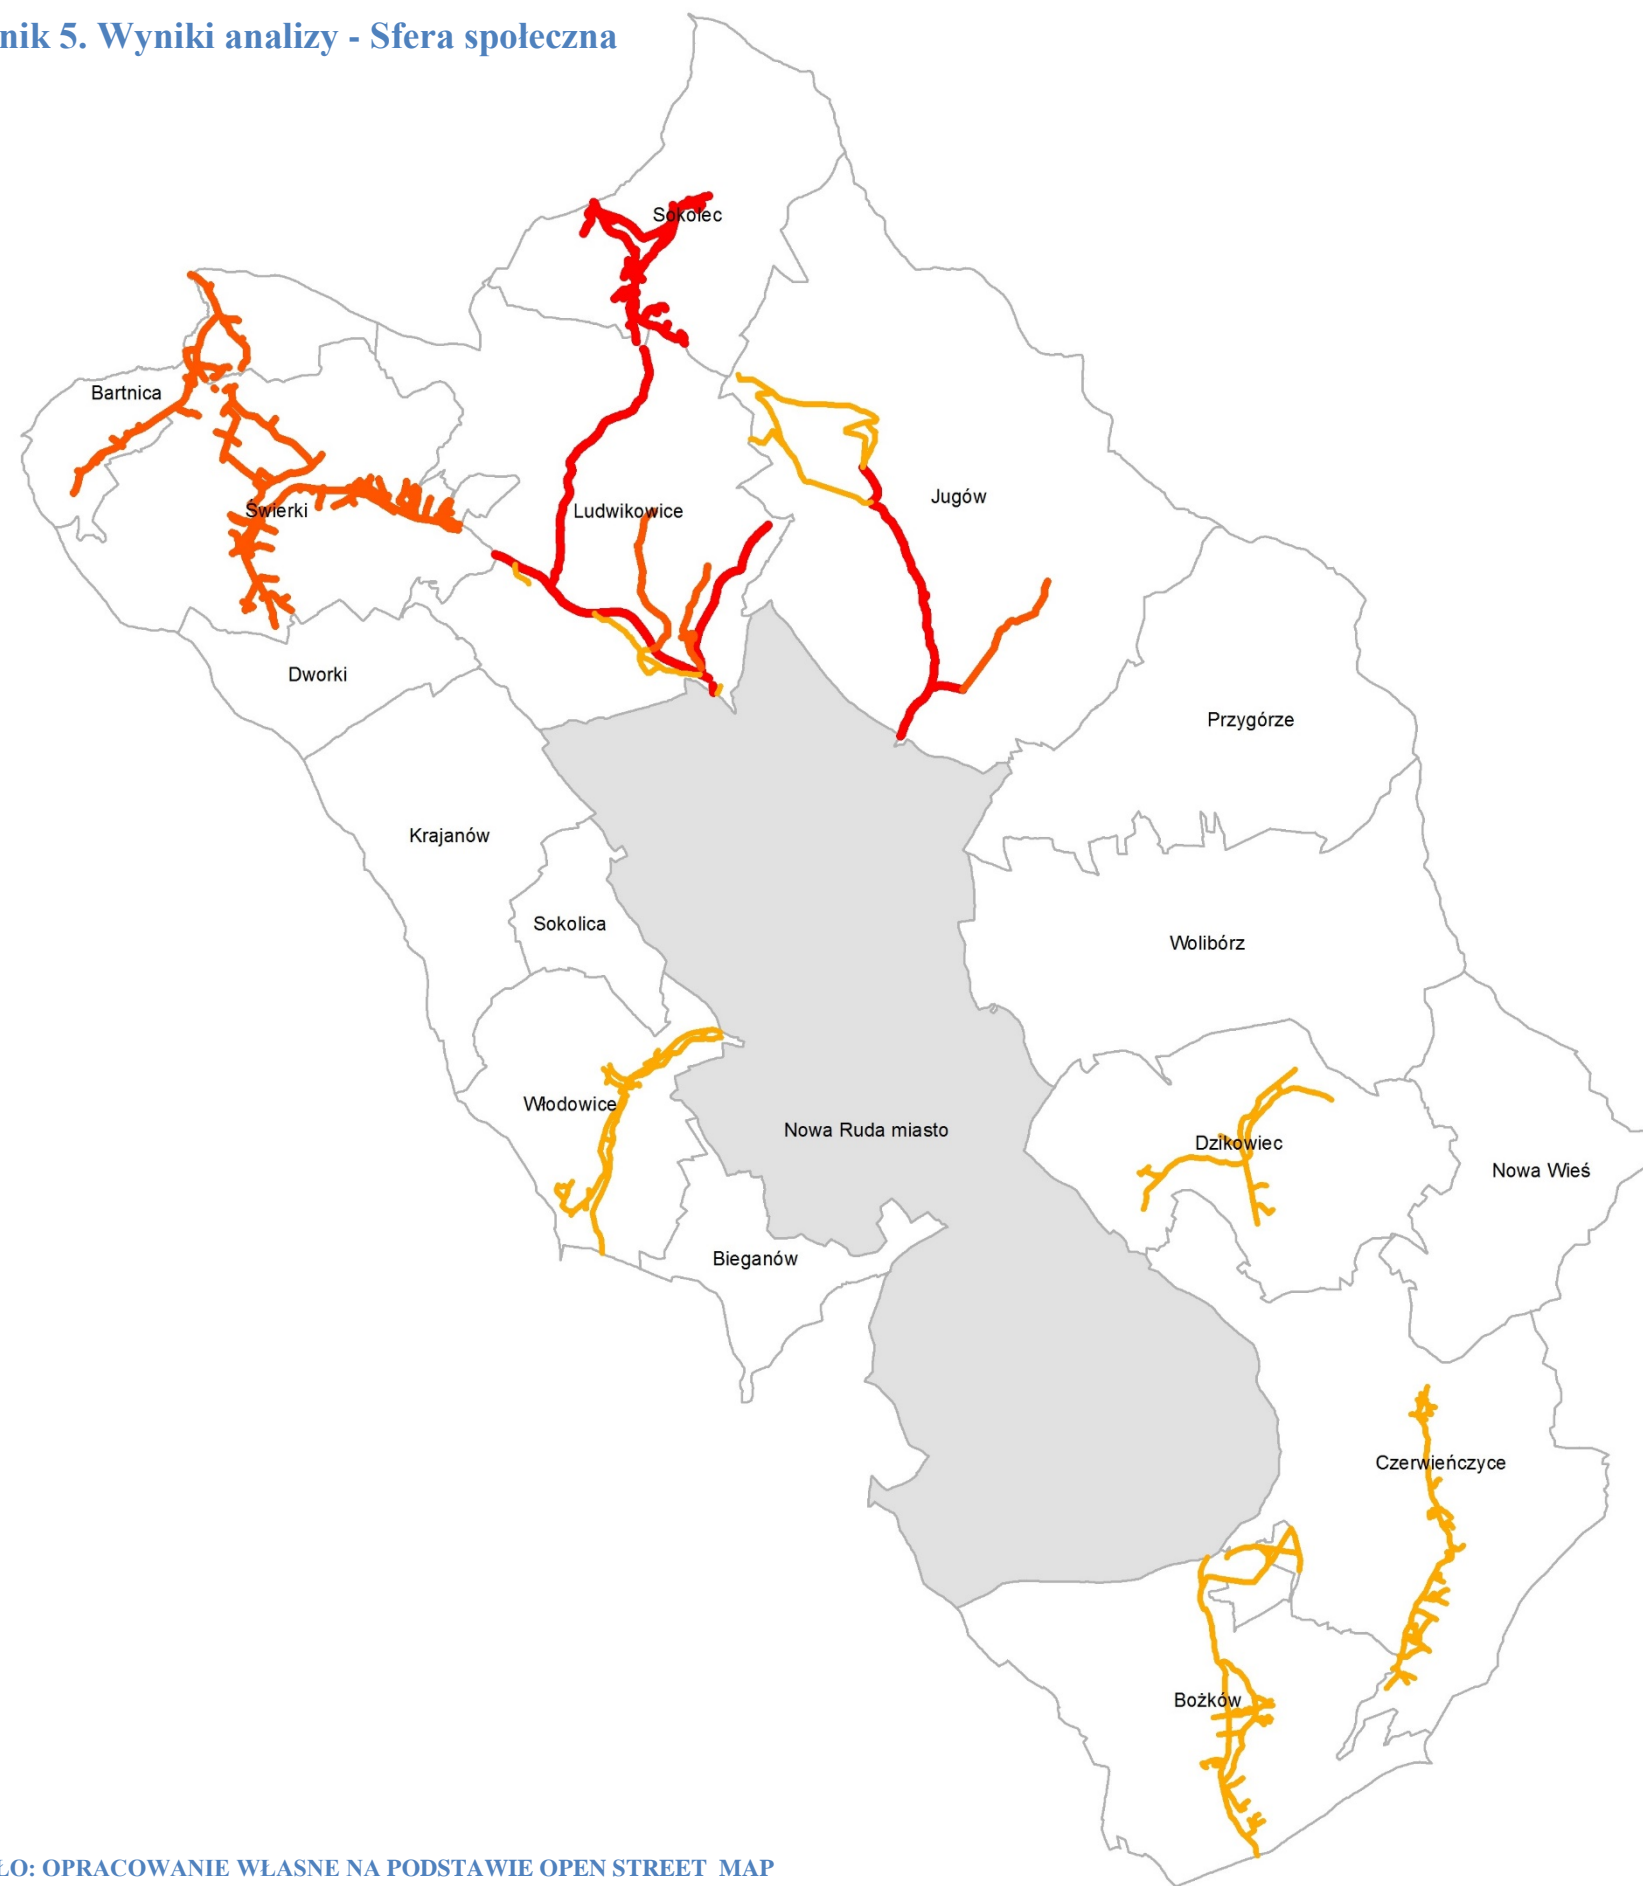 nik 5. Wyniki analizy - Sfera społeczna
Sokolec
Bartnica
Jugów
Ludwikowice
Świerki
Dworki
Przygórze
Krajanów
Sokolica
Wolibórz
Włodowice
Nowa Ruda miasto
Dzikowiec
Nowa Wieś
Bieganów
Czerwieńczyce
Bożków
ŁO: OPRACOWANIE WŁASNE NA PODSTAWIE OPEN STREET MAP